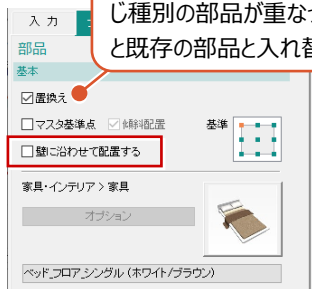 じ種別の部品が重な
と既存の部品と入れ替
入力
部品
基本
☑置換え
☐マスタ基準点 ☑傾斜配置 基準
☐壁に沿わせて配置する
家具・インテリア > 家具
オプション
ベッド_フロア_シングル (ホワイト/ブラウン)